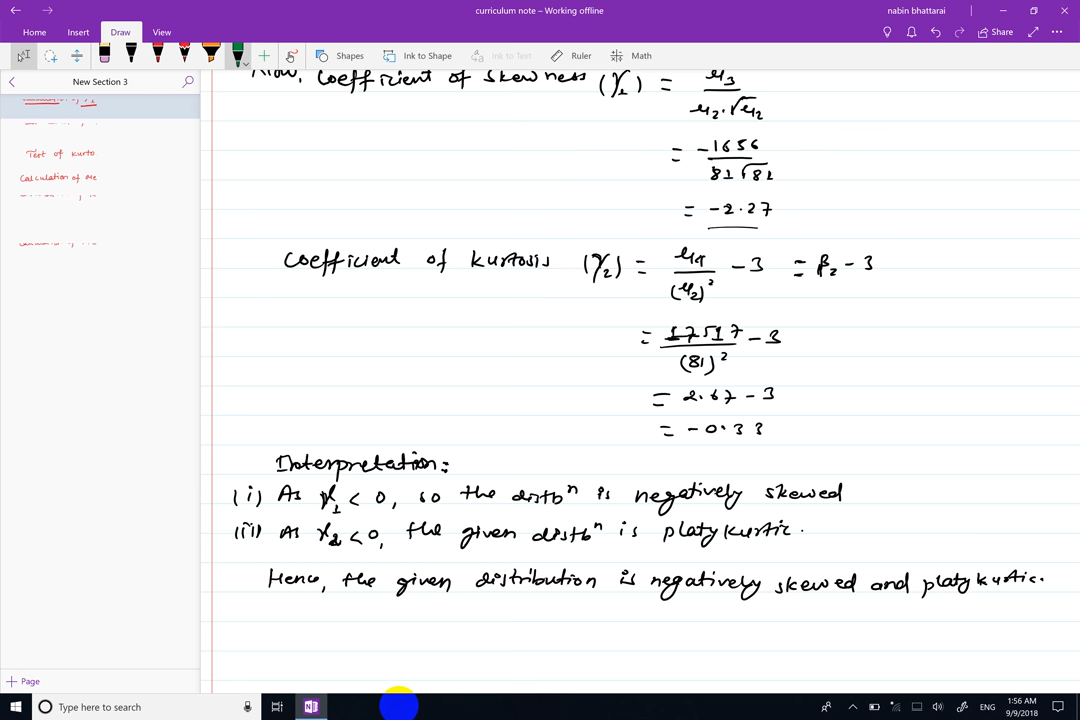 curriculum note – Working offline
nabin bhattarai
Home Insert Draw View
Share
Shapes Ink to Shape Ink to Text Ruler Math
New Section 3
Test of kurto
Calculation of Me
Now, Coefficient of skewness (γ₁) = μ₃ / μ₂.√μ₂
= -1656 / 81√81
= -2.27
Coefficient of kurtosis (γ₂) = μ₄ / (μ₂)² - 3 = β₂ - 3
= 17517 / (81)² - 3
= 2.67 - 3
= -0.33
Interpretation:
(i) As γ₁ < 0, so the distbⁿ is negatively skewed
(ii) As γ₂ < 0, the given distbⁿ is platykurtic.
Hence, the given distribution is negatively skewed and platykurtic.
+ Page
Type here to search
ENG
1:56 AM
9/9/2018